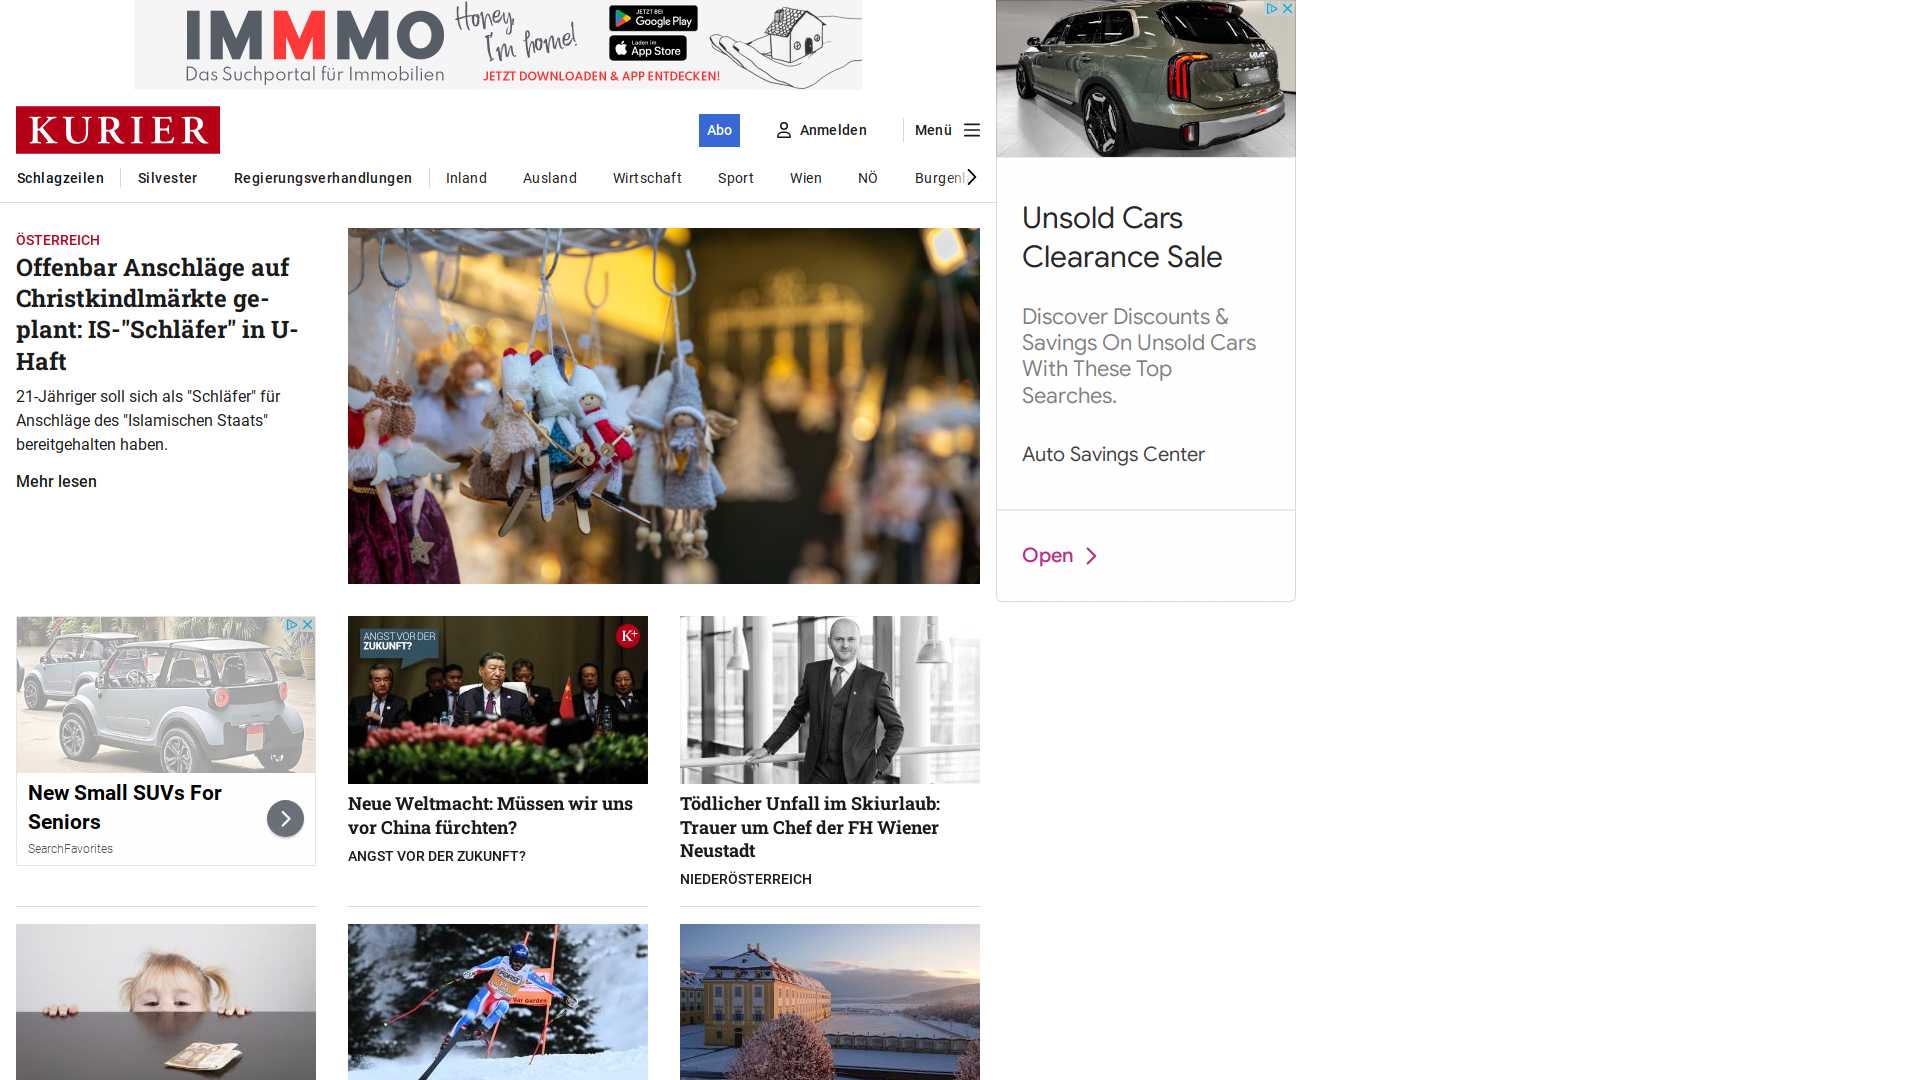 IMMMO
Das Suchportal für Immobilien
Honey,
I'm home!
JETZT BEI
Google Play
Laden im
App Store
JETZT DOWNLOADEN & APP ENTDECKEN!
KURIER
Abo
Anmelden
Menü
Schlagzeilen
Silvester
Regierungsverhandlungen
Inland
Ausland
Wirtschaft
Sport
Wien
NÖ
Burgenl
ÖSTERREICH
Offenbar Anschläge auf
Christkindlmärkte ge-
plant: IS-"Schläfer" in U-
Haft
21-Jähriger soll sich als "Schläfer" für
Anschläge des "Islamischen Staats"
bereitgehalten haben.
Mehr lesen
Unsold Cars
Clearance Sale
Discover Discounts &
Savings On Unsold Cars
With These Top
Searches.
Auto Savings Center
Open
New Small SUVs For
Seniors
SearchFavorites
ANGST VOR DER
ZUKUNFT?
K+
Neue Weltmacht: Müssen wir uns
vor China fürchten?
ANGST VOR DER ZUKUNFT?
Tödlicher Unfall im Skiurlaub:
Trauer um Chef der FH Wiener
Neustadt
NIEDERÖSTERREICH